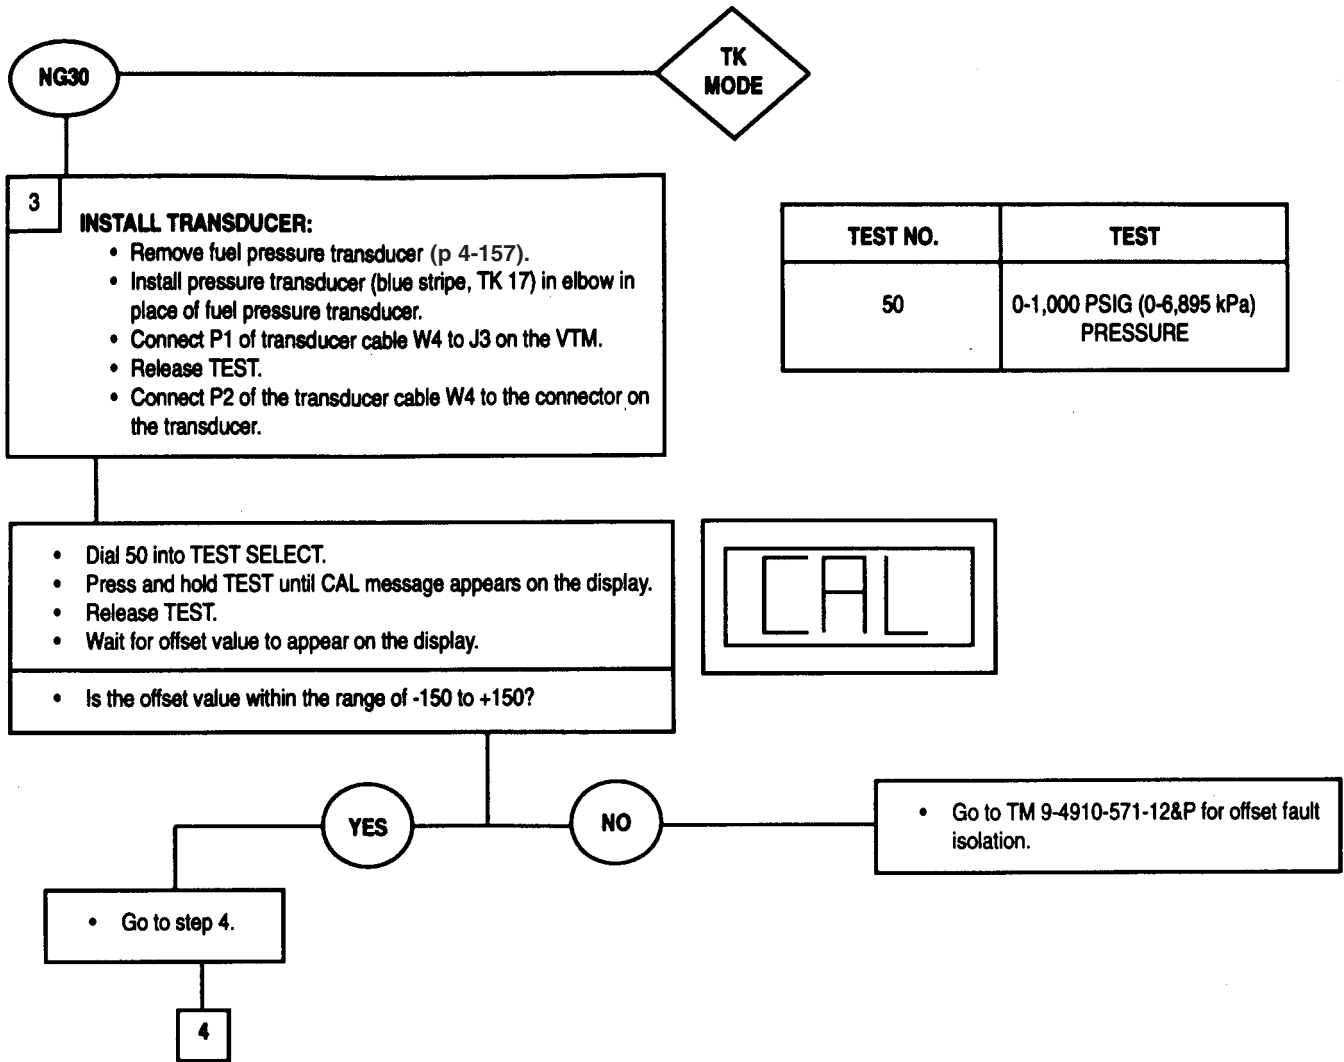 NG30
TK
MODE
3
INSTALL TRANSDUCER:
• Remove fuel pressure transducer (p 4-157).
• Install pressure transducer (blue stripe, TK 17) in elbow in
place of fuel pressure transducer.
• Connect P1 of transducer cable W4 to J3 on the VTM.
• Release TEST.
• Connect P2 of the transducer cable W4 to the connector on
the transducer.
TEST NO. TEST
50 0-1,000 PSIG (0-6,895 kPa)
PRESSURE
• Dial 50 into TEST SELECT.
• Press and hold TEST until CAL message appears on the display.
• Release TEST.
• Wait for offset value to appear on the display.
• Is the offset value within the range of -150 to +150?
CAL
YES
NO
• Go to TM 9-4910-571-12&P for offset fault
isolation.
• Go to step 4.
4